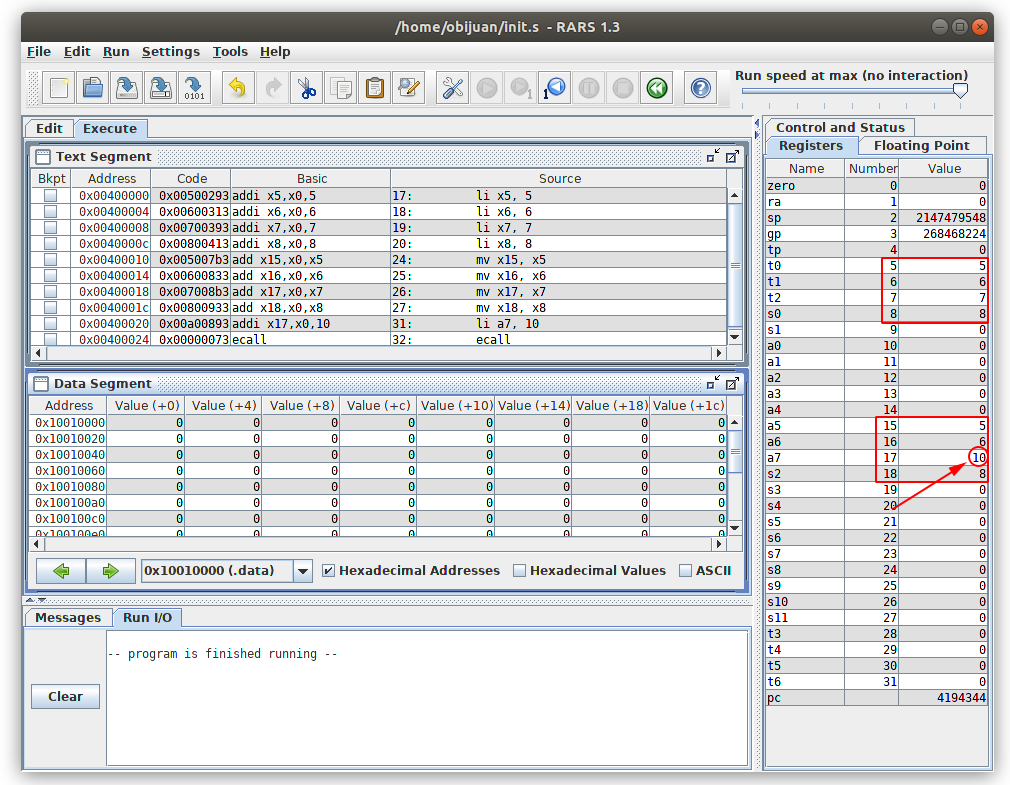 /home/obijuan/init.s - RARS 1.3
File Edit Run Settings Tools Help
Run speed at max (no interaction)
Edit Execute
Text Segment
Bkpt Address Code Basic Source
0x00400000 0x00500293 addi x5,x0,5 17: li x5, 5
0x00400004 0x00600313 addi x6,x0,6 18: li x6, 6
0x00400008 0x00700393 addi x7,x0,7 19: li x7, 7
0x0040000c 0x00800413 addi x8,x0,8 20: li x8, 8
0x00400010 0x005007b3 add x15,x0,x5 24: mv x15, x5
0x00400014 0x00600833 add x16,x0,x6 25: mv x16, x6
0x00400018 0x007008b3 add x17,x0,x7 26: mv x17, x7
0x0040001c 0x00800933 add x18,x0,x8 27: mv x18, x8
0x00400020 0x00a00893 addi x17,x0,10 31: li a7, 10
0x00400024 0x00000073 ecall 32: ecall
Data Segment
Address Value (+0) Value (+4) Value (+8) Value (+c) Value (+10) Value (+14) Value (+18) Value (+1c)
0x10010000 0 0 0 0 0 0 0 0
0x10010020 0 0 0 0 0 0 0 0
0x10010040 0 0 0 0 0 0 0 0
0x10010060 0 0 0 0 0 0 0 0
0x10010080 0 0 0 0 0 0 0 0
0x100100a0 0 0 0 0 0 0 0 0
0x100100c0 0 0 0 0 0 0 0 0
0x100100e0 0 0 0 0 0 0 0 0
0x10010000 (.data) Hexadecimal Addresses Hexadecimal Values ASCII
Messages Run I/O
-- program is finished running --
Clear
Control and Status
Registers Floating Point
Name Number Value
zero 0 0
ra 1 0
sp 2 2147479548
gp 3 268468224
tp 4 0
t0 5 5
t1 6 6
t2 7 7
s0 8 8
s1 9 0
a0 10 0
a1 11 0
a2 12 0
a3 13 0
a4 14 0
a5 15 5
a6 16 6
a7 17 10
s2 18 8
s3 19 0
s4 20 0
s5 21 0
s6 22 0
s7 23 0
s8 24 0
s9 25 0
s10 26 0
s11 27 0
t3 28 0
t4 29 0
t5 30 0
t6 31 0
pc 4194344